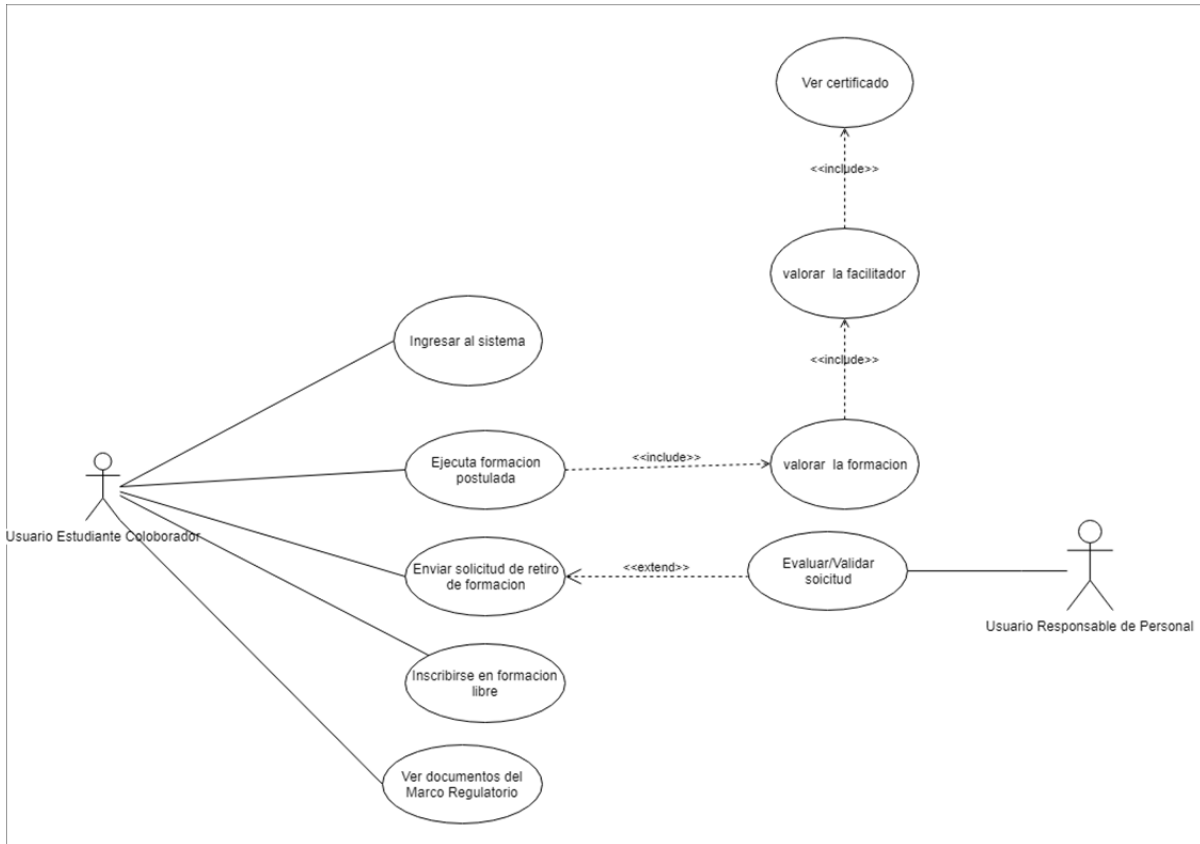 Ver certificado
<<include>>
valorar  la facilitador
Ingresar al sistema
<<include>>
Ejecuta formacion
postulada
<<include>>
valorar  la formacion
Usuario Estudiante Coloborador
Enviar solicitud de retiro
de formacion
<<extend>>
Evaluar/Validar
soicitud
Usuario Responsable de Personal
Inscribirse en formacion
libre
Ver documentos del
Marco Regulatorio